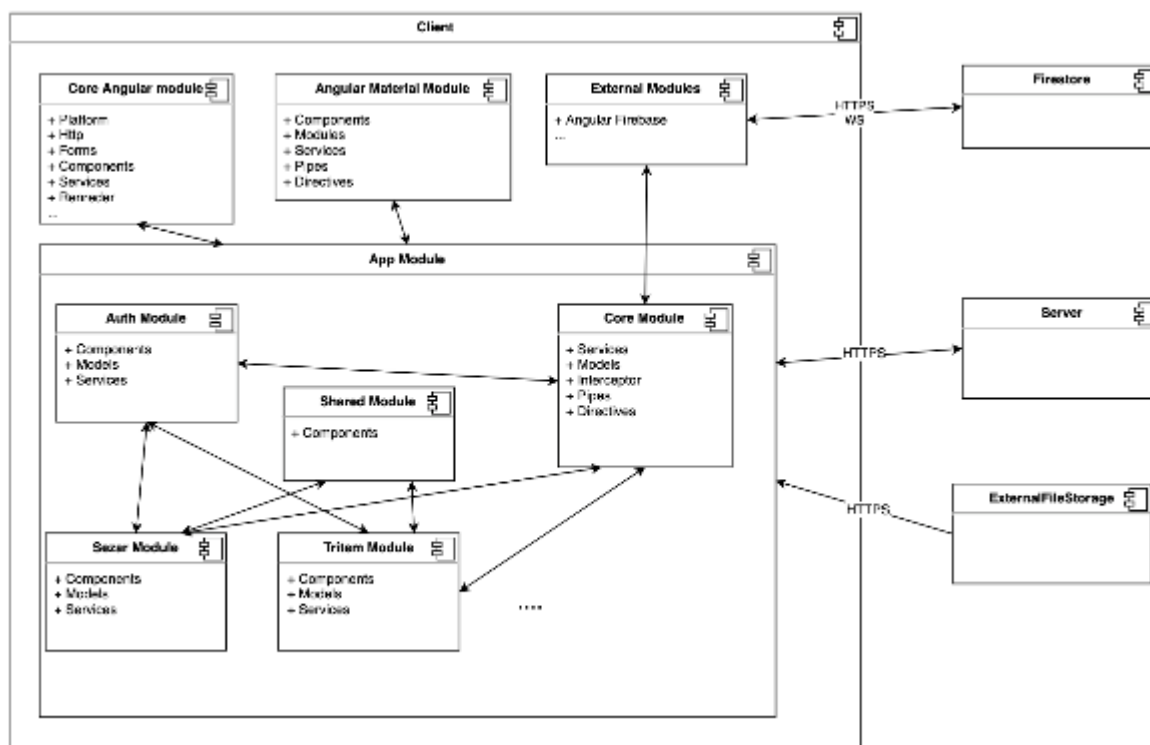 Client
Core Angular module
+ Platform
+ Http
+ Forms
+ Components
+ Services
+ Renreder
...
Angular Material Module
+ Components
+ Modules
+ Services
+ Pipes
+ Directives
External Modules
+ Angular Firebase
...
HTTPS
WS
Firestore
App Module
Auth Module
+ Components
+ Models
+ Services
Core Module
+ Services
+ Models
+ Interceptor
+ Pipes
+ Directives
HTTPS
Server
Shared Module
+ Components
HTTPS
ExternalFileStorage
Sezar Module
+ Components
+ Models
+ Services
Tritem Module
+ Components
+ Models
+ Services
....